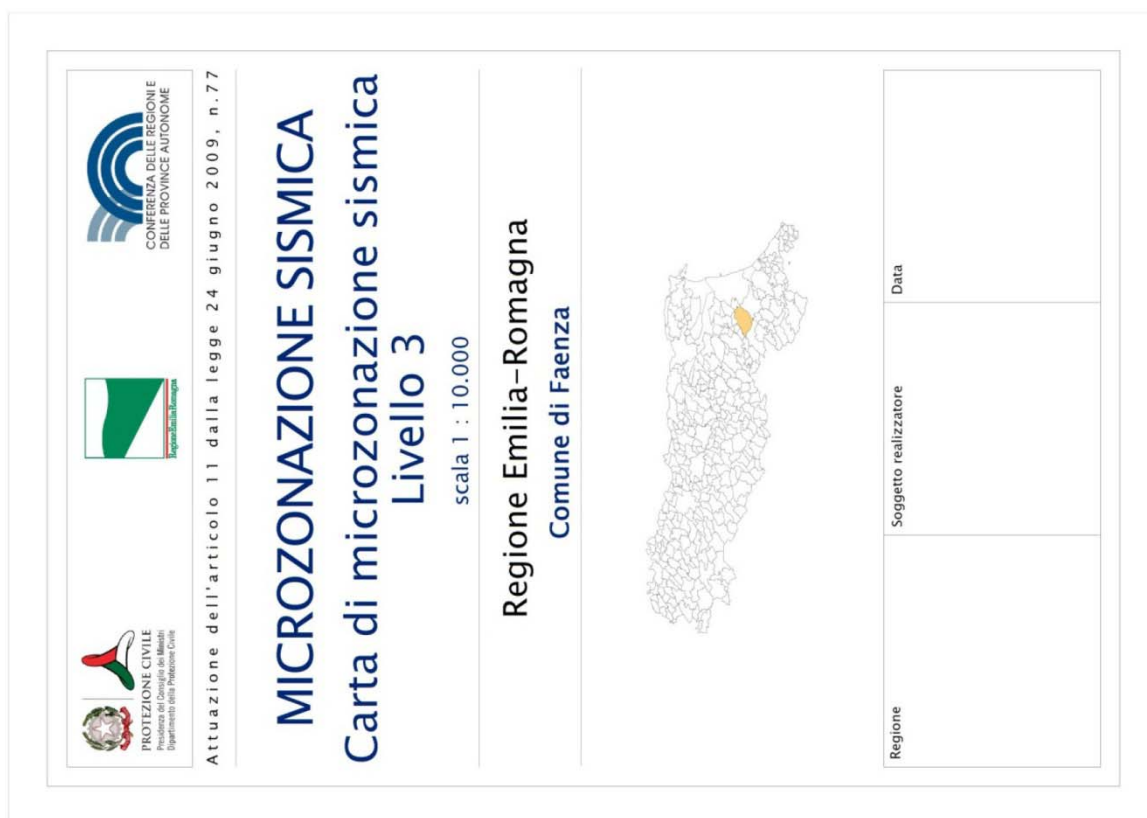 PROTEZIONE CIVILE
Presidenza del Consiglio dei Ministri
Dipartimento della Protezione Civile
RegioneEmiliaRomagna
CONFERENZA DELLE REGIONI E
DELLE PROVINCE AUTONOME
Attuazione dell'articolo 11 dalla legge 24 giugno 2009, n.77
MICROZONAZIONE SISMICA
Carta di microzonazione sismica
Livello 3
scala 1 : 10.000
Regione Emilia-Romagna
Comune di Faenza
Regione
Soggetto realizzatore
Data